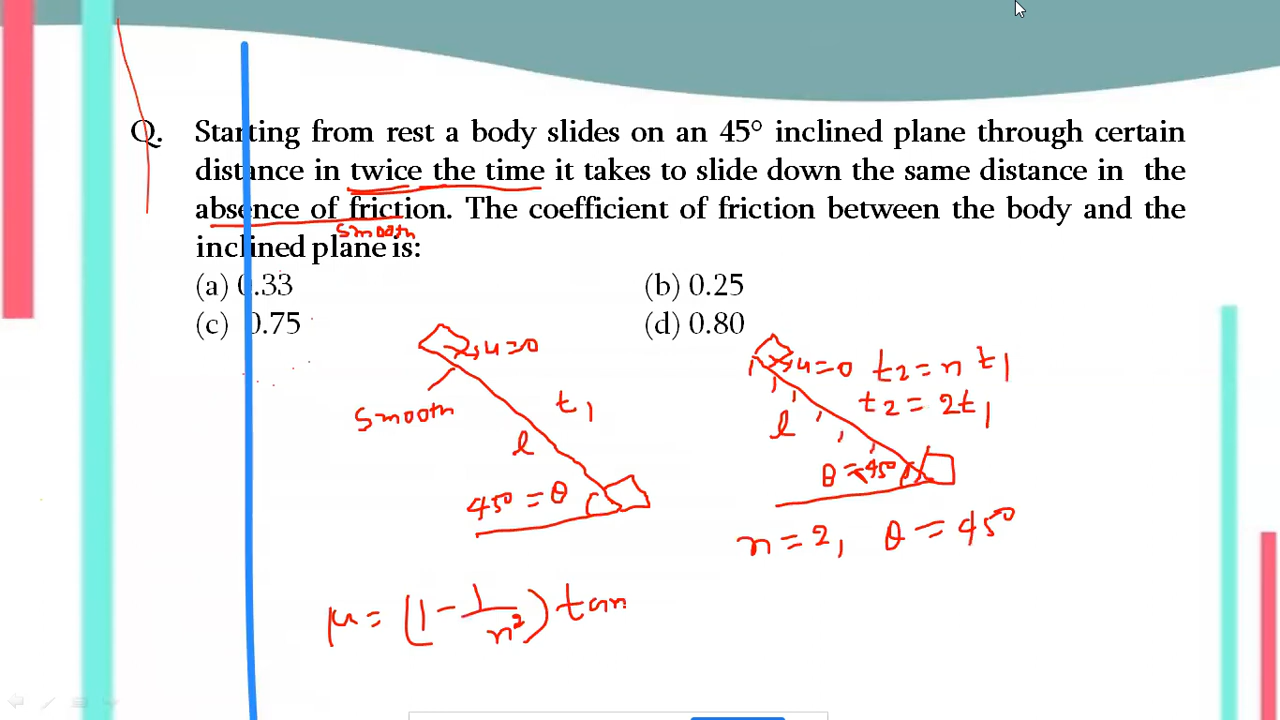 Q. Starting from rest a body slides on an 45° inclined plane through certain
distance in twice the time it takes to slide down the same distance in the
absence of friction. The coefficient of friction between the body and the
smooth
inclined plane is:
(a) 0.33 (b) 0.25
(c) 0.75 (d) 0.80
u=0
u=0 t2 = n t1
smooth t1 t2 = 2t1
l l
45° = θ θ = 45°
n = 2, θ = 45°
μ = (1 - 1/n²) tan